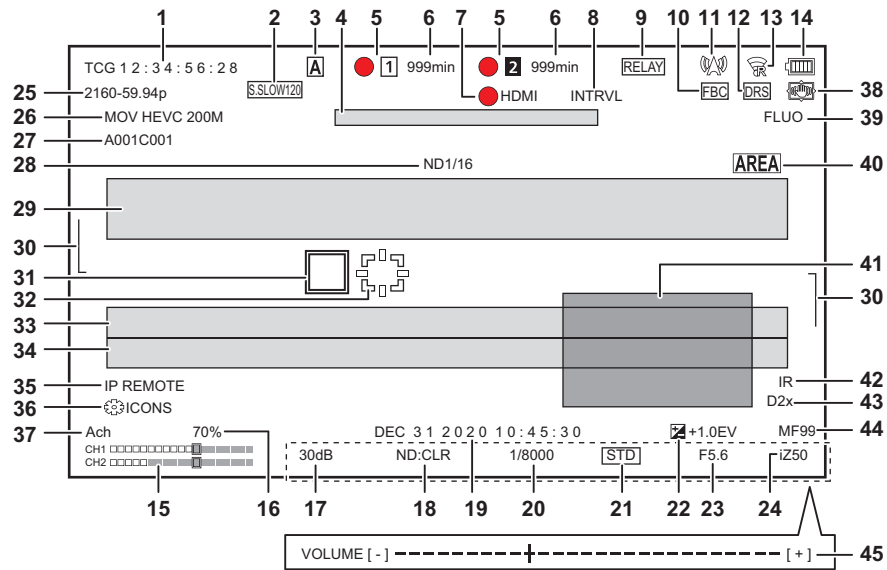 1 2 3 4 5 6 7 5 6 8 9 10 11 12 13 14
TCG 12:34:56:28 S.SLOW120 A 1 999min 2 999min RELAY
25 2160-59.94p HDMI INTRVL FBC DRS 38
26 MOV HEVC 200M FLUO 39
27 A001C001
28 ND1/16 AREA 40
29
30
31 41
32 30
33
34
35 IP REMOTE IR 42
36 ICONS D2x 43
37 Ach 70% DEC 31 2020 10:45:30 +1.0EV MF99 44
CH1
CH2 30dB ND:CLR 1/8000 STD F5.6 iZ50
15 16 17 18 19 20 21 22 23 24
VOLUME [ - ] [ + ] 45